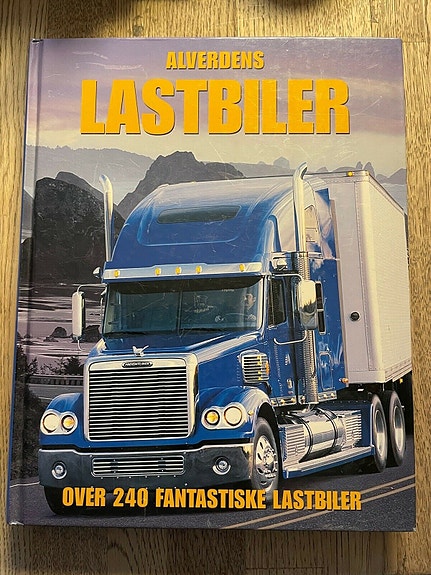 ALVERDENS
LASTBILER
OVER 240 FANTASTISKE LASTBILER